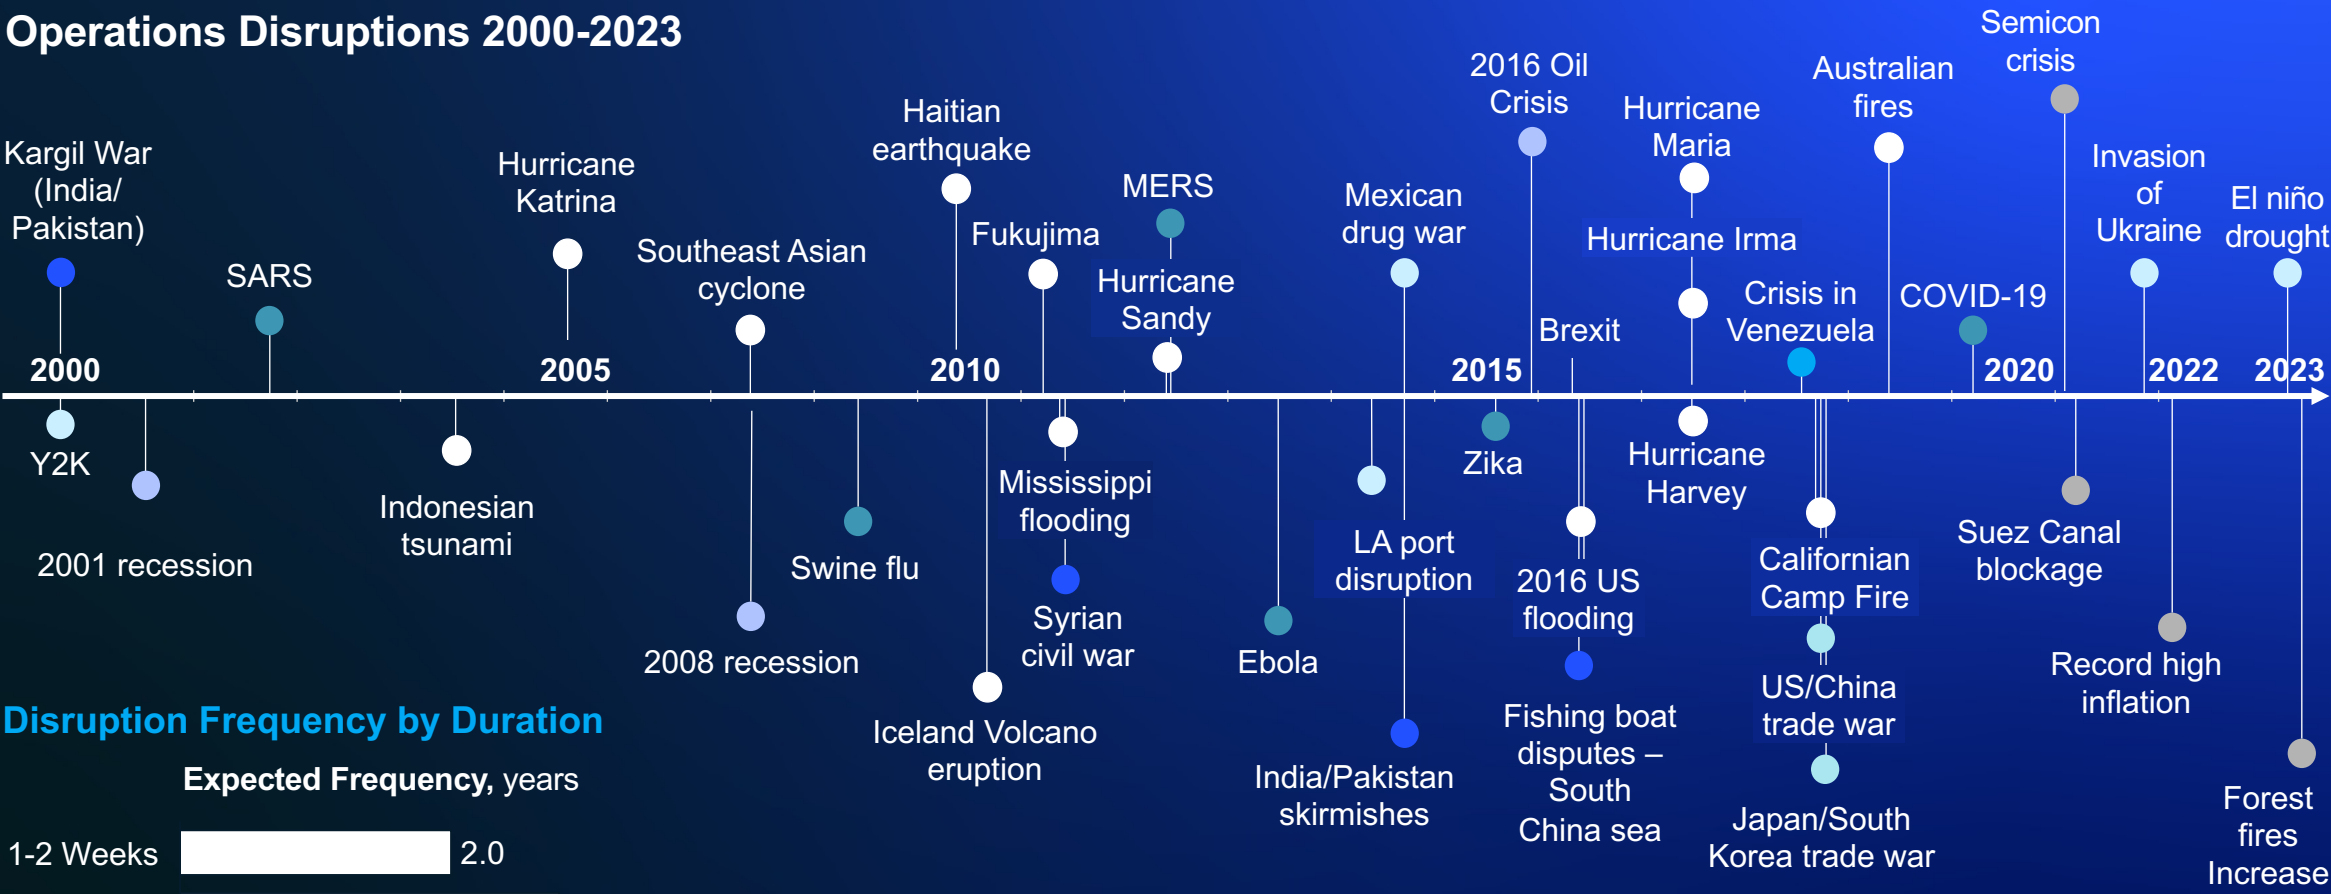 Operations Disruptions 2000-2023
Kargil War
(India/
Pakistan)
SARS
Hurricane
Katrina
Southeast Asian
cyclone
Haitian
earthquake
Fukujima
MERS
Hurricane
Sandy
Mexican
drug war
2016 Oil
Crisis
Brexit
Hurricane
Maria
Hurricane Irma
Crisis in
Venezuela
Australian
fires
COVID-19
Semicon
crisis
Invasion
of
Ukraine
El niño
drought
2000
2005
2010
2015
2020
2022
2023
Y2K
2001 recession
Indonesian
tsunami
2008 recession
Swine flu
Iceland Volcano
eruption
Mississippi
flooding
Syrian
civil war
Ebola
LA port
disruption
India/Pakistan
skirmishes
Zika
2016 US
flooding
Fishing boat
disputes –
South
China sea
Hurricane
Harvey
Californian
Camp Fire
US/China
trade war
Japan/South
Korea trade war
Suez Canal
blockage
Record high
inflation
Forest
fires
Increase
Disruption Frequency by Duration
Expected Frequency, years
1-2 Weeks 2.0